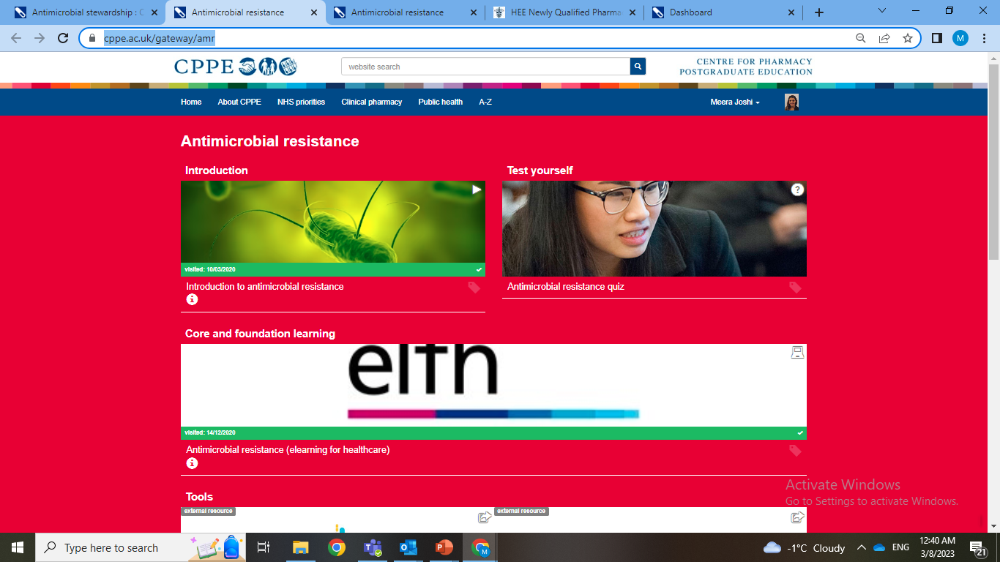 Antimicrobial stewardship : C
Antimicrobial resistance
Antimicrobial resistance
HEE Newly Qualified Pharma
Dashboard
cppe.ac.uk/gateway/amr
M
CPPE
website search
CENTRE FOR PHARMACY
POSTGRADUATE EDUCATION
Home
About CPPE
NHS priorities
Clinical pharmacy
Public health
A-Z
Meera Joshi
Antimicrobial resistance
Introduction
Test yourself
?
visited: 10/03/2020
Introduction to antimicrobial resistance
i
Antimicrobial resistance quiz
Core and foundation learning
elfh
visited: 14/12/2020
Antimicrobial resistance (elearning for healthcare)
i
Activate Windows
Go to Settings to activate Windows.
Tools
external resource
external resource
Type here to search
M
-1°C Cloudy
ENG
12:40 AM
3/8/2023
21